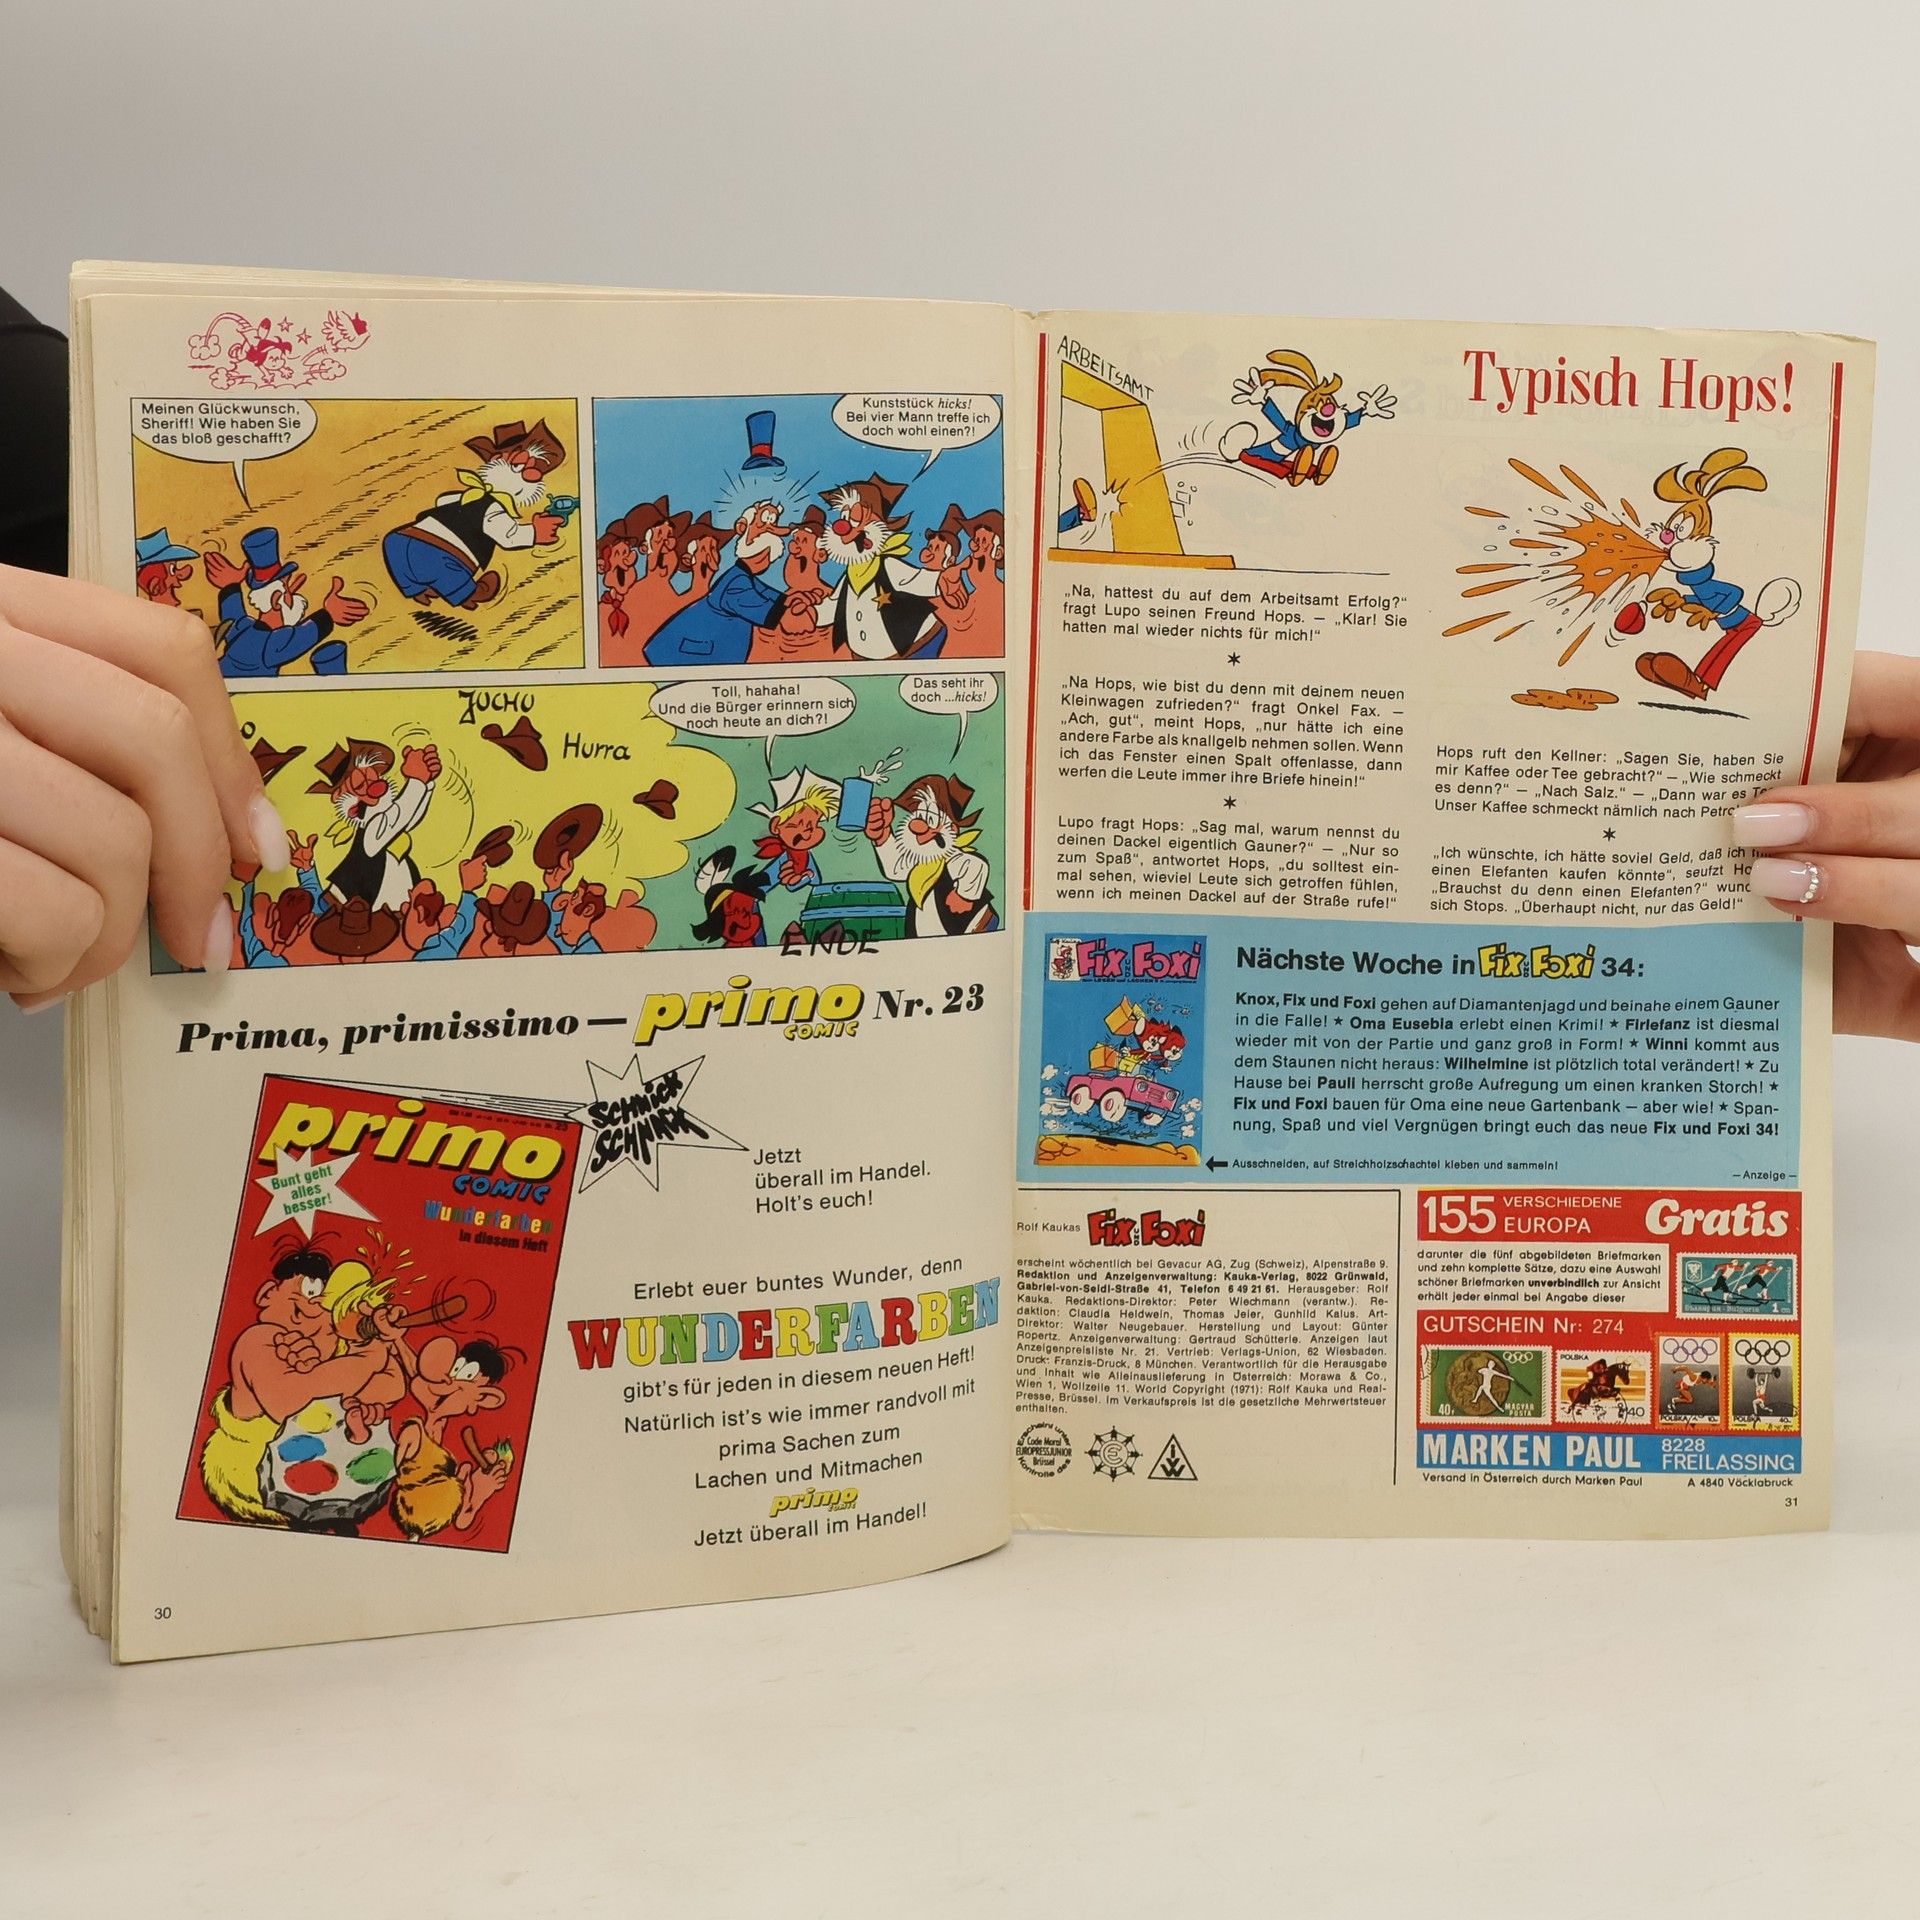 Meinen Glückwunsch,
Sheriff! Wie haben Sie
das bloß geschafft?
Kunststück hicks!
Bei vier Mann treffe ich
doch wohl einen?!
JUCHU
Hurra
Toll, hahaha!
Und die Bürger erinnern sich
noch heute an dich?!
Das seht ihr
doch ...hicks!
ENDE
Prima, primissimo — primo COMIC Nr. 23
primo
COMIC
Bunt geht
alles
besser!
Wunderfarben
in diesem Heft
SCHNICK
SCHNACK
Jetzt
überall im Handel.
Holt's euch!
Erlebt euer buntes Wunder, denn
WUNDERFARBEN
gibt's für jeden in diesem neuen Heft!
Natürlich ist's wie immer randvoll mit
prima Sachen zum
Lachen und Mitmachen
primo
COMIC
Jetzt überall im Handel!
30
ARBEITSAMT
Typisch Hops!
„Na, hattest du auf dem Arbeitsamt Erfolg?“
fragt Lupo seinen Freund Hops. — „Klar! Sie
hatten mal wieder nichts für mich!“
*
„Na Hops, wie bist du denn mit deinem neuen
Kleinwagen zufrieden?“ fragt Onkel Fax. —
„Ach, gut“, meint Hops, „nur hätte ich eine
andere Farbe als knallgelb nehmen sollen. Wenn
ich das Fenster einen Spalt offenlasse, dann
werfen die Leute immer ihre Briefe hinein!“
*
Lupo fragt Hops: „Sag mal, warum nennst du
deinen Dackel eigentlich Gauner?“ — „Nur so
zum Spaß“, antwortet Hops, „du solltest ein-
mal sehen, wieviel Leute sich getroffen fühlen,
wenn ich meinen Dackel auf der Straße rufe!“
Hops ruft den Kellner: „Sagen Sie, haben Sie
mir Kaffee oder Tee gebracht?“ — „Wie schmeckt
es denn?“ — „Nach Salz.“ — „Dann war es
Unser Kaffee schmeckt nämlich nach
*
„Ich wünschte, ich hätte soviel Geld, daß ich
einen Elefanten kaufen könnte“, seufzt
„Brauchst du denn einen Elefanten?“
sich Stops. „Überhaupt nicht, nur das Geld!“
Fix und Foxi
Nächste Woche in Fix und Foxi 34:
Knox, Fix und Foxi gehen auf Diamantenjagd und beinahe einem Gauner
in die Falle! ★ Oma Eusebia erlebt einen Krimi! ★ Firlefanz ist diesmal
wieder mit von der Partie und ganz groß in Form! ★ Winni kommt aus
dem Staunen nicht heraus: Wilhelmine ist plötzlich total verändert! ★ Zu
Hause bei Pauli herrscht große Aufregung um einen kranken Storch! ★
Fix und Foxi bauen für Oma eine neue Gartenbank — aber wie! ★ Span-
nung, Spaß und viel Vergnügen bringt euch das neue Fix und Foxi 34!
Ausschneiden, auf Streichholzschachtel kleben und sammeln!
— Anzeige —
Rolf Kaukas Fix und Foxi
erscheint wöchentlich bei Gevacur AG, Zug (Schweiz), Alpenstraße 9.
Redaktion und Anzeigenverwaltung: Kauka-Verlag, 8022 Grünwald,
Gabriel-von-Seidl-Straße 41, Telefon 6 49 21 61. Herausgeber: Rolf
Kauka. Redaktions-Direktor: Peter Wiechmann (verantw.). Re-
daktion: Claudia Heldwein, Thomas Jeier, Gunhild Kalus. Art-
Direktor: Walter Neugebauer. Herstellung und Layout: Günter
Ropertz. Anzeigenverwaltung: Gertraud Schütterle. Anzeigen laut
Anzeigenpreisliste Nr. 21. Vertrieb: Verlags-Union, 62 Wiesbaden.
Druck: Franzis-Druck, 8 München. Verantwortlich für die Herausgabe
und Inhalt wie Alleinauslieferung in Österreich: Morawa & Co.,
Wien 1, Wollzeile 11. World Copyright (1971): Rolf Kauka und Real-
Presse, Brüssel. Im Verkaufspreis ist die gesetzliche Mehrwertsteuer
enthalten.
Erscheint unter
Code Moral
EUROPRESSJUNIOR
Brüssel
Kontrolle des
155 VERSCHIEDENE
EUROPA
Gratis
darunter die fünf abgebildeten Briefmarken
und zehn komplette Sätze, dazu eine Auswahl
schöner Briefmarken unverbindlich zur Ansicht
erhält jeder einmal bei Angabe dieser
GUTSCHEIN Nr: 274
40f
MAGYAR
POSTA
POLSKA
POLSKA
POLSKA
MARKEN PAUL
8228
FREILASSING
Versand in Österreich durch Marken Paul
A 4840 Vöcklabruck
31